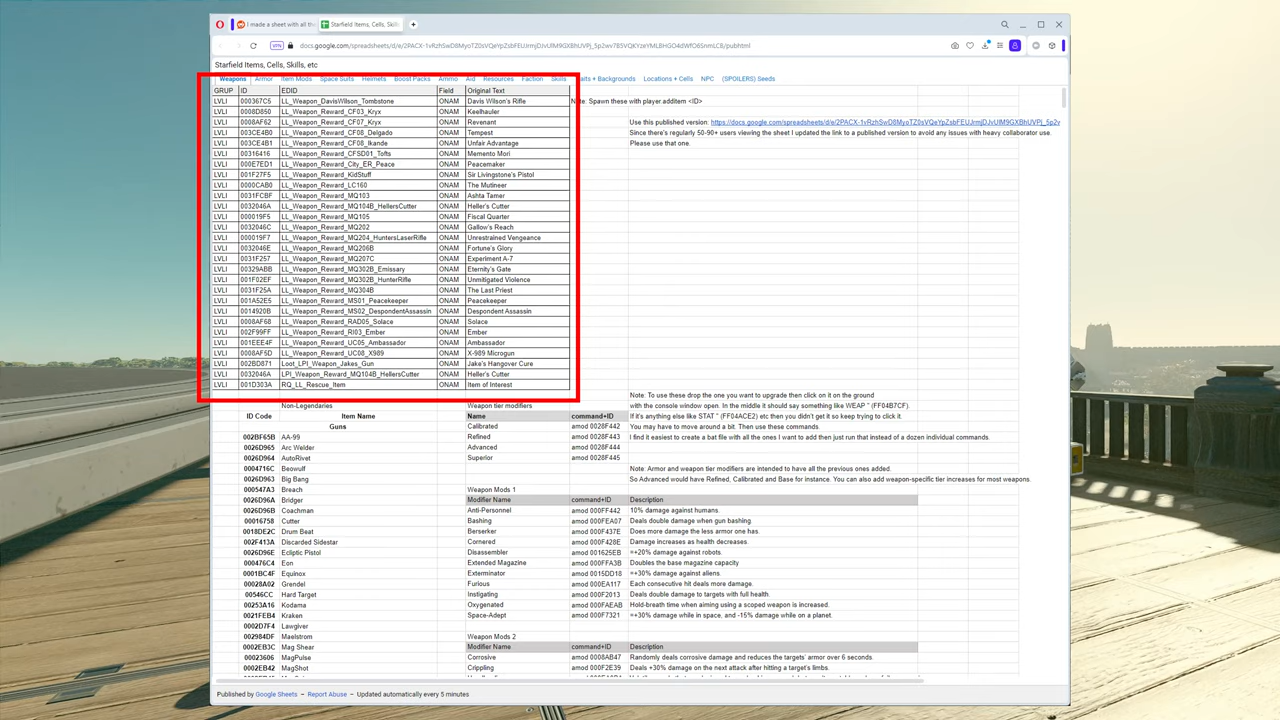 I made a sheet with all the
Starfield Items, Cells, Skills
VPN
docs.google.com/spreadsheets/d/e/2PACX-1vRzhSwD8MyoTZ0sVQeYpZsbFEUJrmjDJvUlM9GXBhUVPj_5p2wv785VQKYzeYMLBHGO4dWfO6SnmLC8/pubhtml
Starfield Items, Cells, Skills, etc
Weapons Armor Item Mods Space Suits Helmets Boost Packs Ammo Aid Resources Faction Skills + Backgrounds Locations + Cells NPC (SPOILERS) Seeds
GRUP ID EDID Field Original Text
LVLI 000367C5 LL_Weapon_DavisWilson_Tombstone ONAM Davis Wilson's Rifle Note: Spawn these with player.additem <ID>
LVLI 0008D850 LL_Weapon_Reward_CF03_Kryx ONAM Keelhauler
LVLI 0008AF62 LL_Weapon_Reward_CF07_Kryx ONAM Revenant Use this published version: https://docs.google.com/spreadsheets/d/e/2PACX-1vRzhSwD8MyoTZ0sVQeYpZsbFEUJrmjDJvUlM9GXBhUVPj_5p2v
LVLI 003CE4B0 LL_Weapon_Reward_CF08_Delgado ONAM Tempest Since there's regularly 50-90+ users viewing the sheet I updated the link to a published version to avoid any issues with heavy collaborator use.
LVLI 003CE4B1 LL_Weapon_Reward_CF08_Ikande ONAM Unfair Advantage Please use that one.
LVLI 00316416 LL_Weapon_Reward_CFSD01_Tofts ONAM Memento Mori
LVLI 000E7ED1 LL_Weapon_Reward_City_ER_Peace ONAM Peacemaker
LVLI 001F27F5 LL_Weapon_Reward_KidStuff ONAM Sir Livingstone's Pistol
LVLI 0000CAB0 LL_Weapon_Reward_LC160 ONAM The Mutineer
LVLI 0031FCBF LL_Weapon_Reward_MQ103 ONAM Ashta Tamer
LVLI 0032046A LL_Weapon_Reward_MQ104B_HellersCutter ONAM Heller's Cutter
LVLI 000019F5 LL_Weapon_Reward_MQ105 ONAM Fiscal Quarter
LVLI 0032046C LL_Weapon_Reward_MQ202 ONAM Gallow's Reach
LVLI 000019F7 LL_Weapon_Reward_MQ204_HuntersLaserRifle ONAM Unrestrained Vengeance
LVLI 0032046E LL_Weapon_Reward_MQ206B ONAM Fortune's Glory
LVLI 0031F257 LL_Weapon_Reward_MQ207C ONAM Experiment A-7
LVLI 00329ABB LL_Weapon_Reward_MQ302B_Emissary ONAM Eternity's Gate
LVLI 001F02EF LL_Weapon_Reward_MQ302B_HunterRifle ONAM Unmitigated Violence
LVLI 0031F25A LL_Weapon_Reward_MQ304B ONAM The Last Priest
LVLI 001A52E5 LL_Weapon_Reward_MS01_Peacekeeper ONAM Peacekeeper
LVLI 0014920B LL_Weapon_Reward_MS02_DespondentAssassin ONAM Despondent Assassin
LVLI 0008AF68 LL_Weapon_Reward_RAD05_Solace ONAM Solace
LVLI 002F99FF LL_Weapon_Reward_RI03_Ember ONAM Ember
LVLI 001EEE4F LL_Weapon_Reward_UC05_Ambassador ONAM Ambassador
LVLI 0008AF5D LL_Weapon_Reward_UC08_X989 ONAM X-989 Microgun
LVLI 002BD871 Loot_LPI_Weapon_Jakes_Gun ONAM Jake's Hangover Cure
LVLI 0032046A LPI_Weapon_Reward_MQ104B_HellersCutter ONAM Heller's Cutter
LVLI 001D303A RQ_LL_Rescue_Item ONAM Item of Interest
Note: To use these drop the one you want to upgrade then click on it on the ground
Non-Legendaries Weapon tier modifiers with the console window open. In the middle it should say something like WEAP '' (FF04B7CF).
ID Code Item Name Name command+ID If it's anything else like STAT '' (FF04ACE2) etc then you didn't get it so keep trying to click it.
Guns Calibrated amod 0028F442 You may have to move around a bit. Then use these commands.
002BF65B AA-99 Refined amod 0028F443 I find it easiest to create a bat file with all the ones I want to add then just run that instead of a dozen individual commands.
0026D965 Arc Welder Advanced amod 0028F444
0026D964 AutoRivet Superior amod 0028F445
0004716C Beowulf Note: Armor and weapon tier modifiers are intended to have all the previous ones added.
0026D963 Big Bang So Advanced would have Refined, Calibrated and Base for instance. You can also add weapon-specific tier increases for most weapons.
000547A3 Breach Weapon Mods 1
0026D96A Bridger Modifier Name command+ID Description
0026D96B Coachman Anti-Personnel amod 000FF442 10% damage against humans.
00016758 Cutter Bashing amod 000FEA07 Deals double damage when gun bashing.
0018DE2C Drum Beat Berserker amod 000F437E Does more damage the less armor one has.
002F413A Discarded Sidestar Cornered amod 000F428E Damage increases as health decreases.
0026D96E Ecliptic Pistol Disassembler amod 001625EB =+20% damage against robots.
000476C4 Eon Extended Magazine amod 000FFA3B Doubles the base magazine capacity
0001BC4F Equinox Exterminator amod 0015DD18 =+30% damage against aliens.
00028A02 Grendel Furious amod 000EA117 Each consecutive hit deals more damage.
00546CC Hard Target Instigating amod 000F2013 Deals double damage to targets with full health.
00253A16 Kodama Oxygenated amod 000FAEAB Hold-breath time when aiming using a scoped weapon is increased.
0021FEB4 Kraken Space-Adept amod 000F7321 =+30% damage while in space, and -15% damage while on a planet.
0002D7F4 Lawgiver
002984DF Maelstrom Weapon Mods 2
0002EB3C Mag Shear Modifier Name command+ID Description
00023606 MagPulse Corrosive amod 0008AB47 Randomly deals corrosive damage and reduces the targets' armor over 6 seconds.
0002EB42 MagShot Crippling amod 000F2E39 Deals +30% damage on the next attack after hitting a target's limbs.
Published by Google Sheets – Report Abuse – Updated automatically every 5 minutes